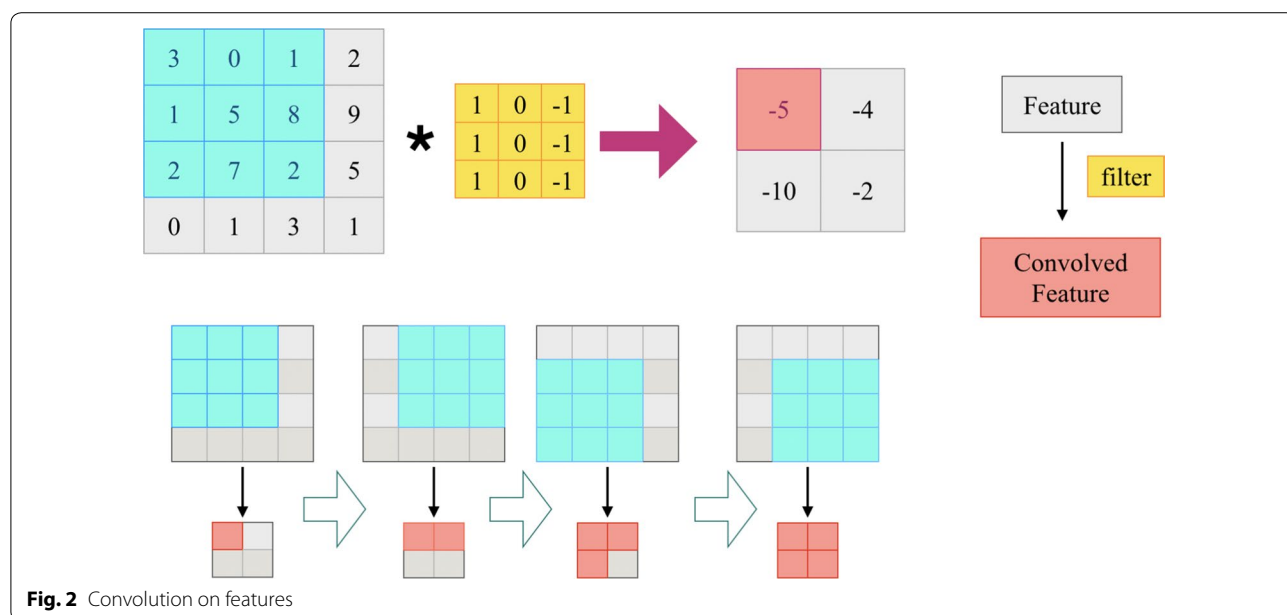 3 0 1 2
1 5 8 9
2 7 2 5
0 1 3 1
*
1 0 -1
1 0 -1
1 0 -1
-5 -4
-10 -2
Feature
filter
Convolved
Feature
Fig. 2 Convolution on features